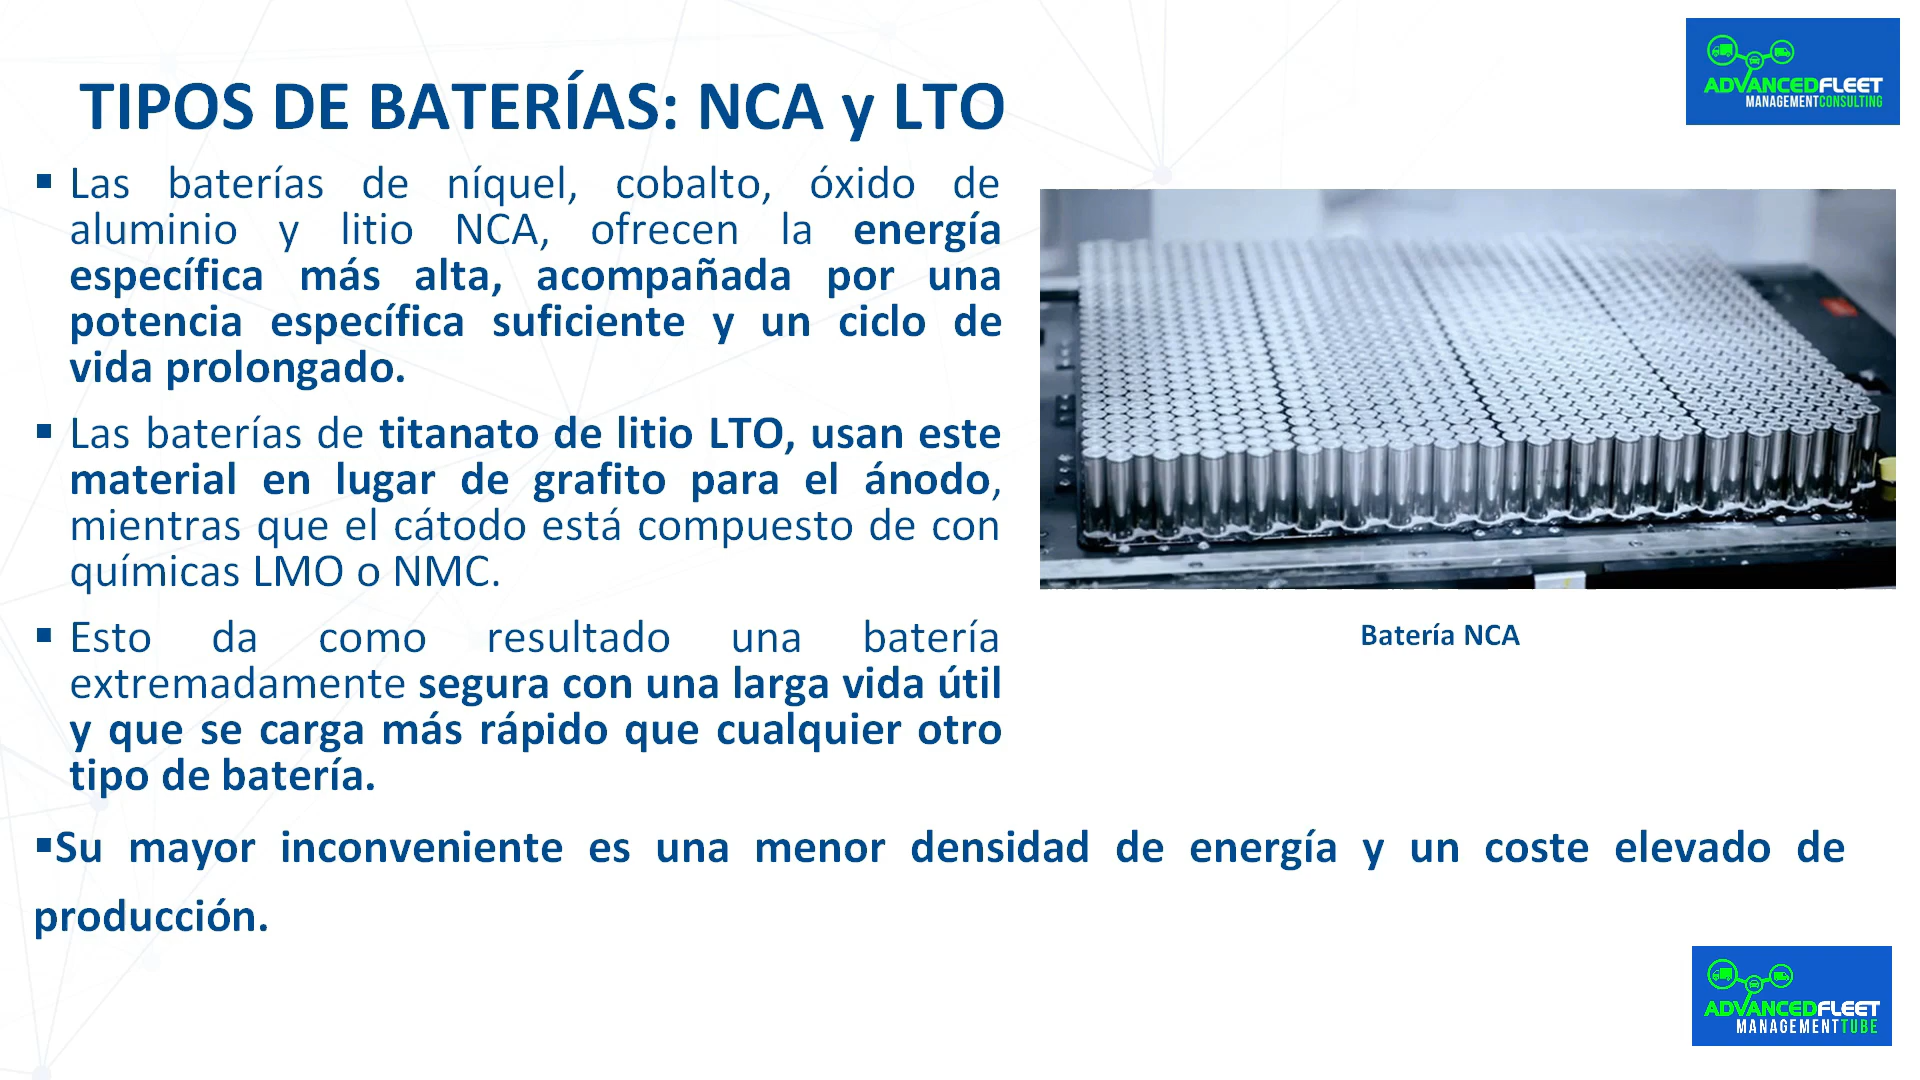 TIPOS DE BATERÍAS: NCA y LTO
▪ Las baterías de níquel, cobalto, óxido de
aluminio y litio NCA, ofrecen la energía
específica más alta, acompañada por una
potencia específica suficiente y un ciclo de
vida prolongado.
▪ Las baterías de titanato de litio LTO, usan este
material en lugar de grafito para el ánodo,
mientras que el cátodo está compuesto de con
químicas LMO o NMC.
▪ Esto da como resultado una batería
extremadamente segura con una larga vida útil
y que se carga más rápido que cualquier otro
tipo de batería.
▪Su mayor inconveniente es una menor densidad de energía y un coste elevado de
producción.
ADVANCEDFLEET
MANAGEMENTCONSULTING
Batería NCA
ADVANCEDFLEET
MANAGEMENTTUBE